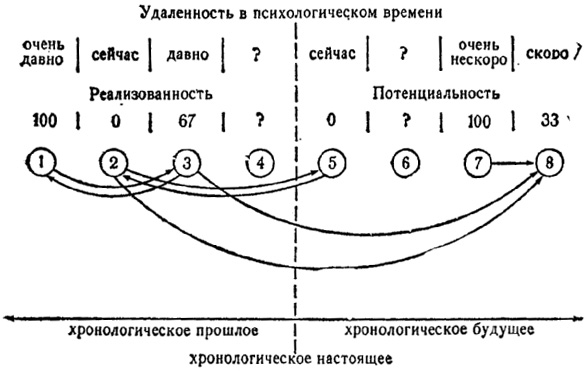 Удаленность в психологическом времени
очень давно | сейчас | давно | ? | сейчас | ? | очень нескоро | скоро
Реализованность Потенциальность
100 | 0 | 67 | ? | 0 | ? | 100 | 33
1 2 3 4 5 6 7 8
хронологическое прошлое хронологическое будущее
хронологическое настоящее